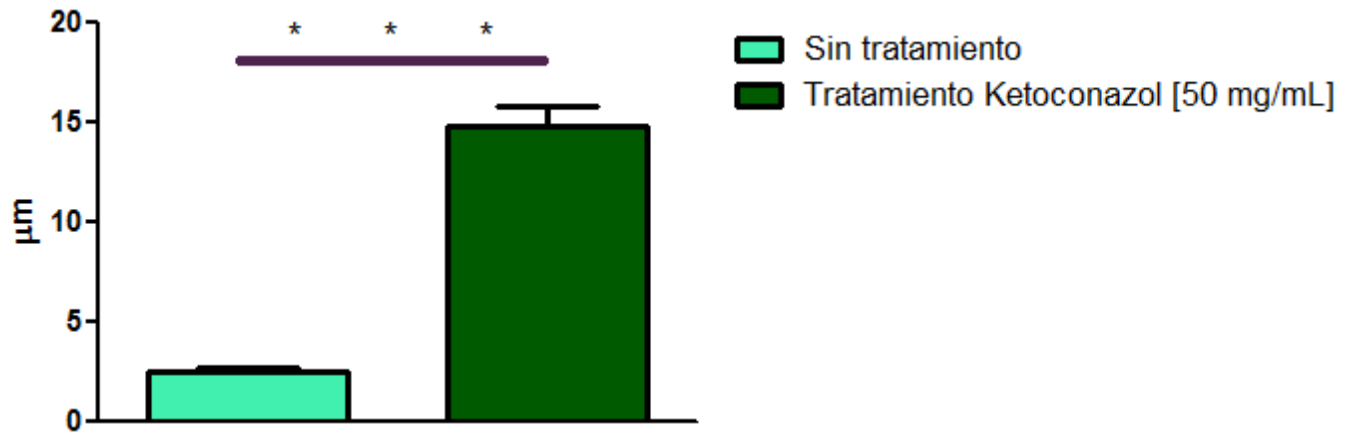 20
* * *
15
10
5
0
µm
Sin tratamiento
Tratamiento Ketoconazol [50 mg/mL]